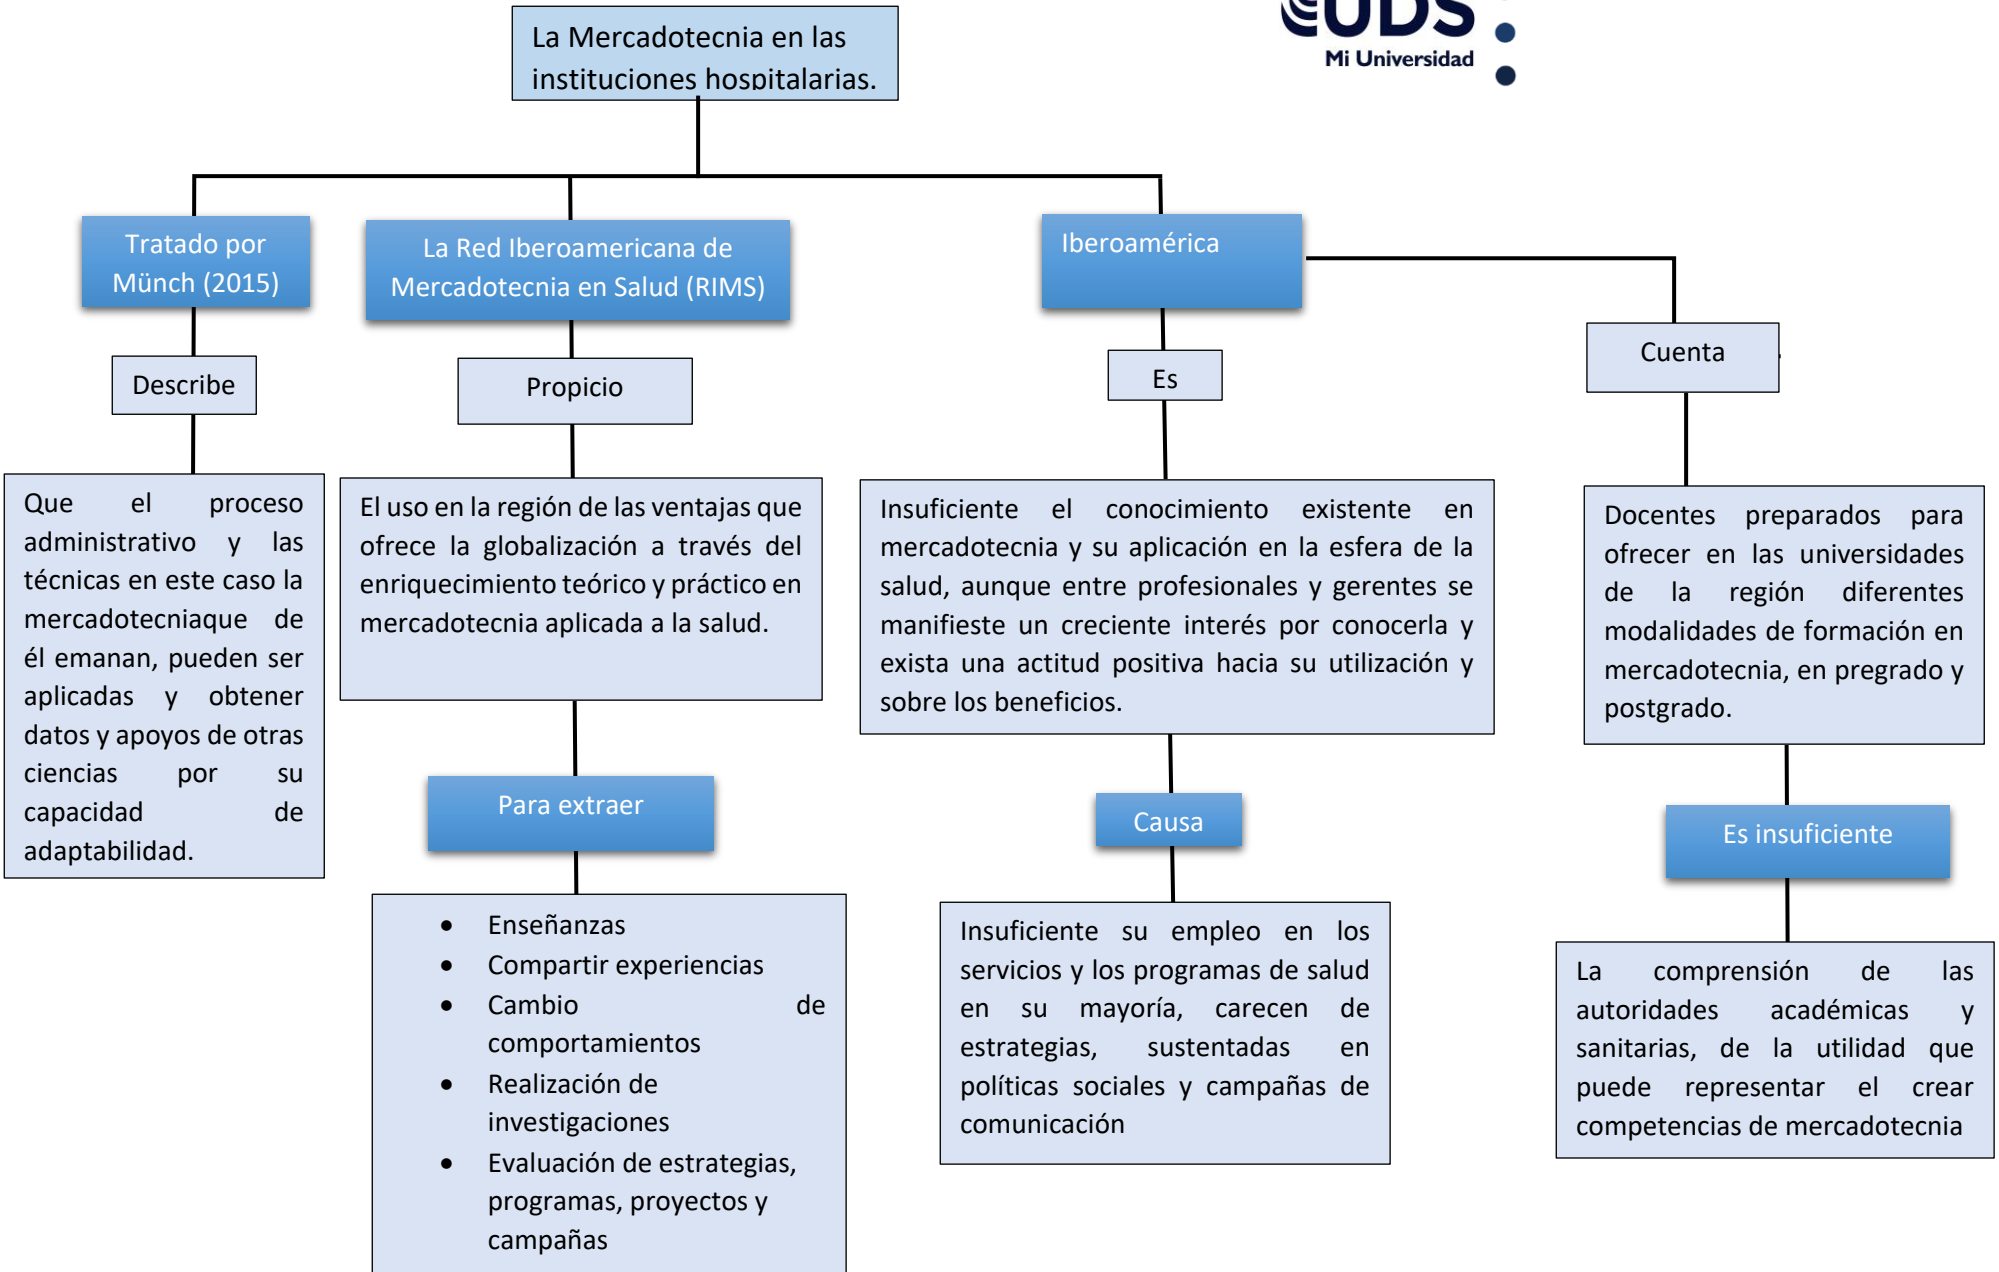 UDS
Mi Universidad
La Mercadotecnia en las
instituciones hospitalarias.
Tratado por
Münch (2015)
La Red Iberoamericana de
Mercadotecnia en Salud (RIMS)
Iberoamérica
Describe
Propicio
Es
Cuenta
Que el proceso
administrativo y las
técnicas en este caso la
mercadotecniaque de
él emanan, pueden ser
aplicadas y obtener
datos y apoyos de otras
ciencias por su
capacidad de
adaptabilidad.
El uso en la región de las ventajas que
ofrece la globalización a través del
enriquecimiento teórico y práctico en
mercadotecnia aplicada a la salud.
Insuficiente el conocimiento existente en
mercadotecnia y su aplicación en la esfera de la
salud, aunque entre profesionales y gerentes se
manifieste un creciente interés por conocerla y
exista una actitud positiva hacia su utilización y
sobre los beneficios.
Docentes preparados para
ofrecer en las universidades
de la región diferentes
modalidades de formación en
mercadotecnia, en pregrado y
postgrado.
Para extraer
Causa
Es insuficiente
• Enseñanzas
• Compartir experiencias
• Cambio de
comportamientos
• Realización de
investigaciones
• Evaluación de estrategias,
programas, proyectos y
campañas
Insuficiente su empleo en los
servicios y los programas de salud
en su mayoría, carecen de
estrategias, sustentadas en
políticas sociales y campañas de
comunicación
La comprensión de las
autoridades académicas y
sanitarias, de la utilidad que
puede representar el crear
competencias de mercadotecnia